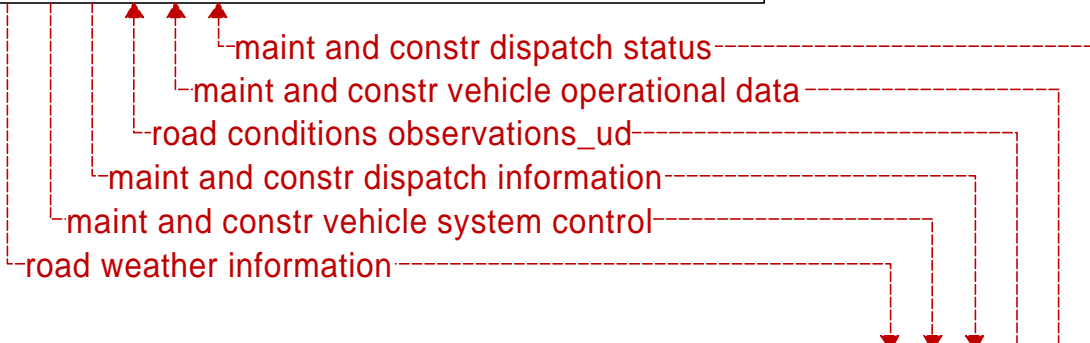 maint and constr dispatch status
maint and constr vehicle operational data
road conditions observations_ud
maint and constr dispatch information
maint and constr vehicle system control
road weather information